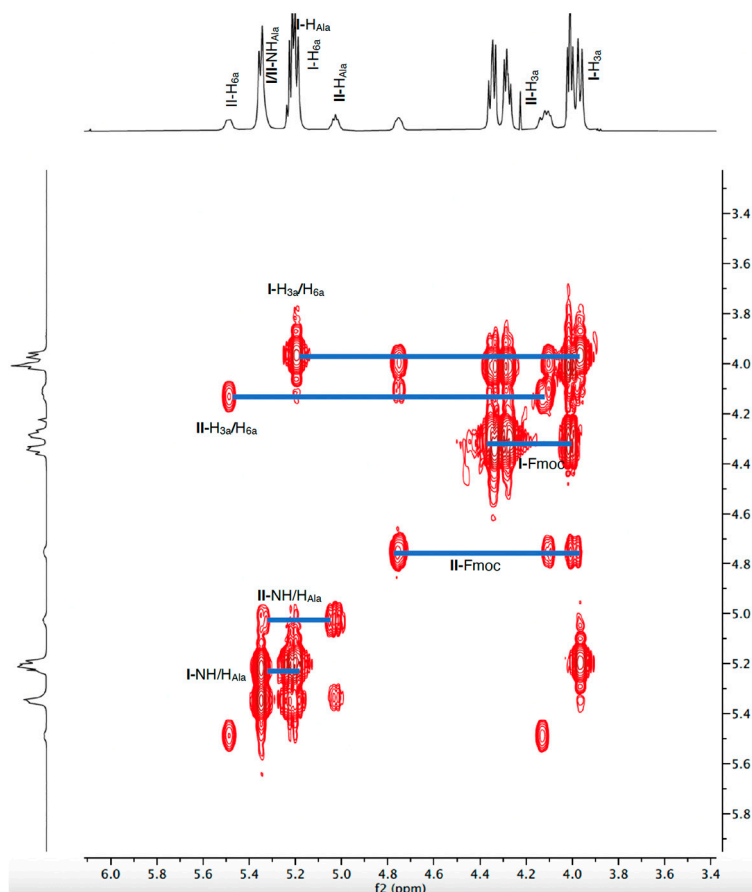 II-H6a
I/II-NHAla
I-HAla
I-H6a
II-HAla
II-H3a
I-H3a
3.4
3.6
I-H3a/H6a
3.8
4.0
4.2
II-H3a/H6a
4.4
I-Fmoc
4.6
4.8
II-Fmoc
II-NH/HAla
5.0
I-NH/HAla
5.2
5.4
5.6
5.8
6.0 5.8 5.6 5.4 5.2 5.0 4.8 4.6 4.4 4.2 4.0 3.8 3.6 3.4
f2 (ppm)